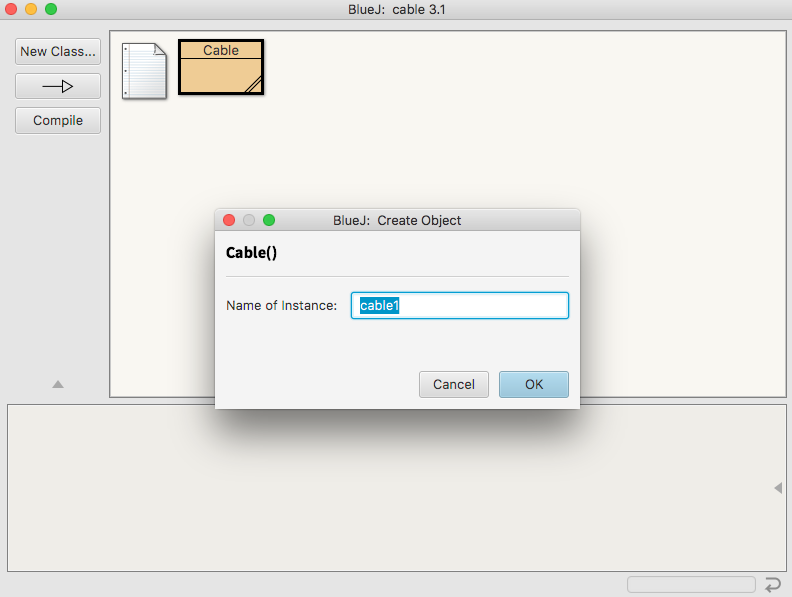 BlueJ: cable 3.1
New Class...
Compile
Cable
BlueJ: Create Object
Cable()
Name of Instance: cable1
Cancel OK